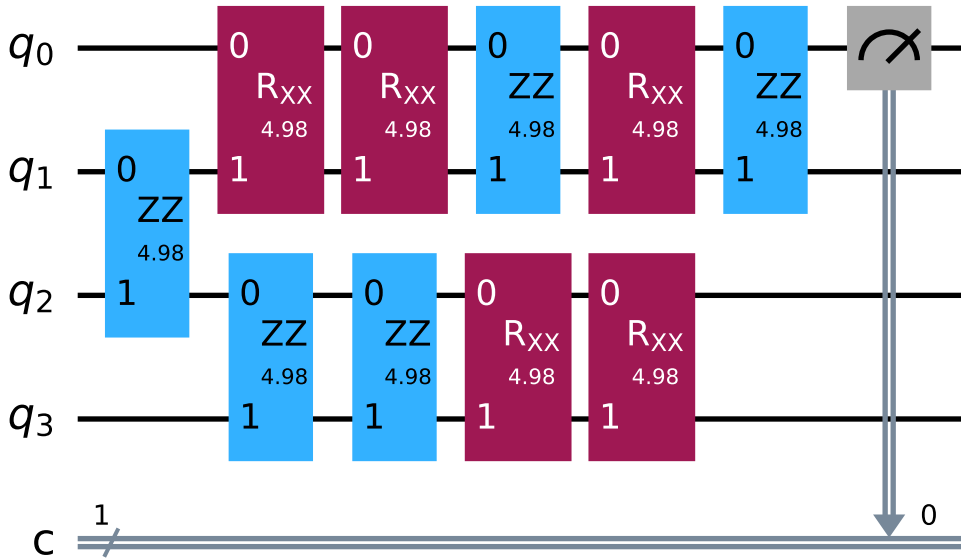 q0
0 0 0 0 0
RXX RXX ZZ RXX ZZ
4.98 4.98 4.98 4.98 4.98
q1
0 1 1 1 1 1
ZZ
4.98
q2
1 0 0 0 0
ZZ ZZ RXX RXX
4.98 4.98 4.98 4.98
q3
1 1 1 1
1 0
c